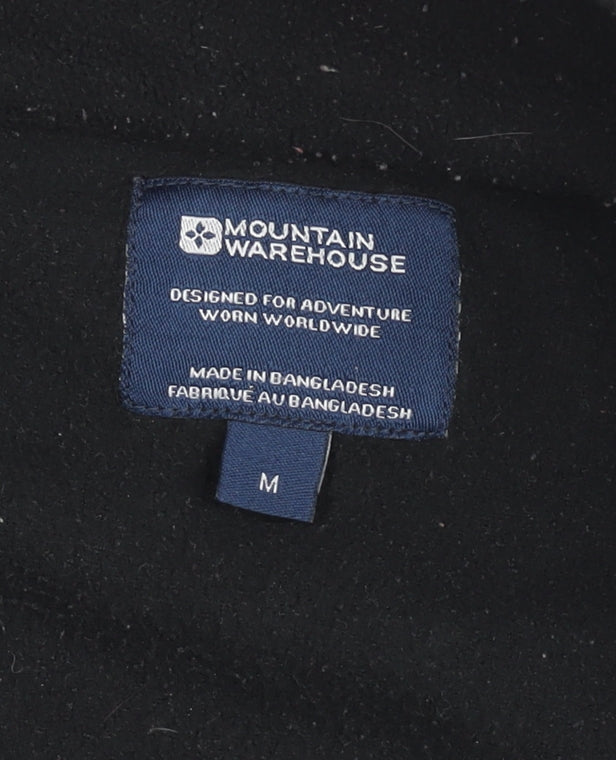 MOUNTAIN
WAREHOUSE
DESIGNED FOR ADVENTURE
WORN WORLDWIDE
MADE IN BANGLADESH
FABRIQUÉ AU BANGLADESH
M